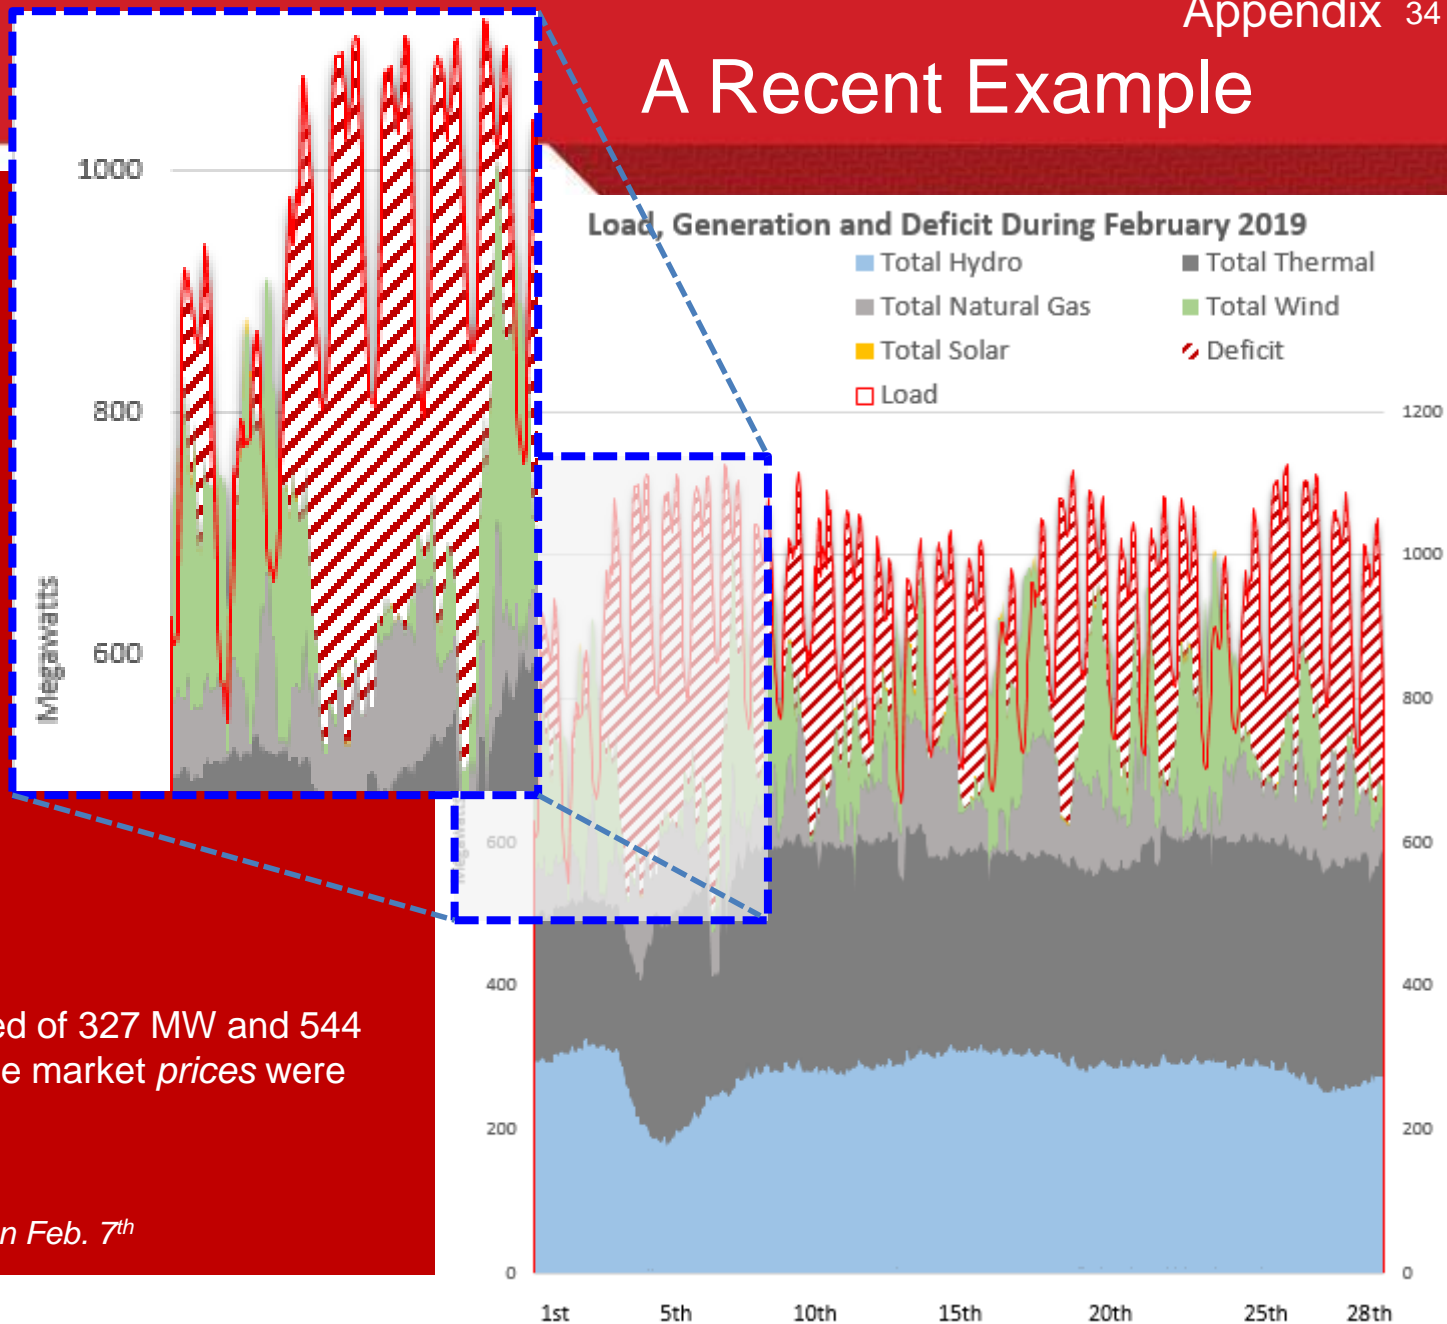 Appendix 34
A Recent Example
1000
800
600
Megawatts
Load, Generation and Deficit During February 2019
Total Hydro
Total Thermal
Total Natural Gas
Total Wind
Total Solar
Deficit
Load
1200
1000
800
600
600
400
400
200
200
0
0
1st 5th 10th 15th 20th 25th 28th
ed of 327 MW and 544
e market prices were
n Feb. 7th